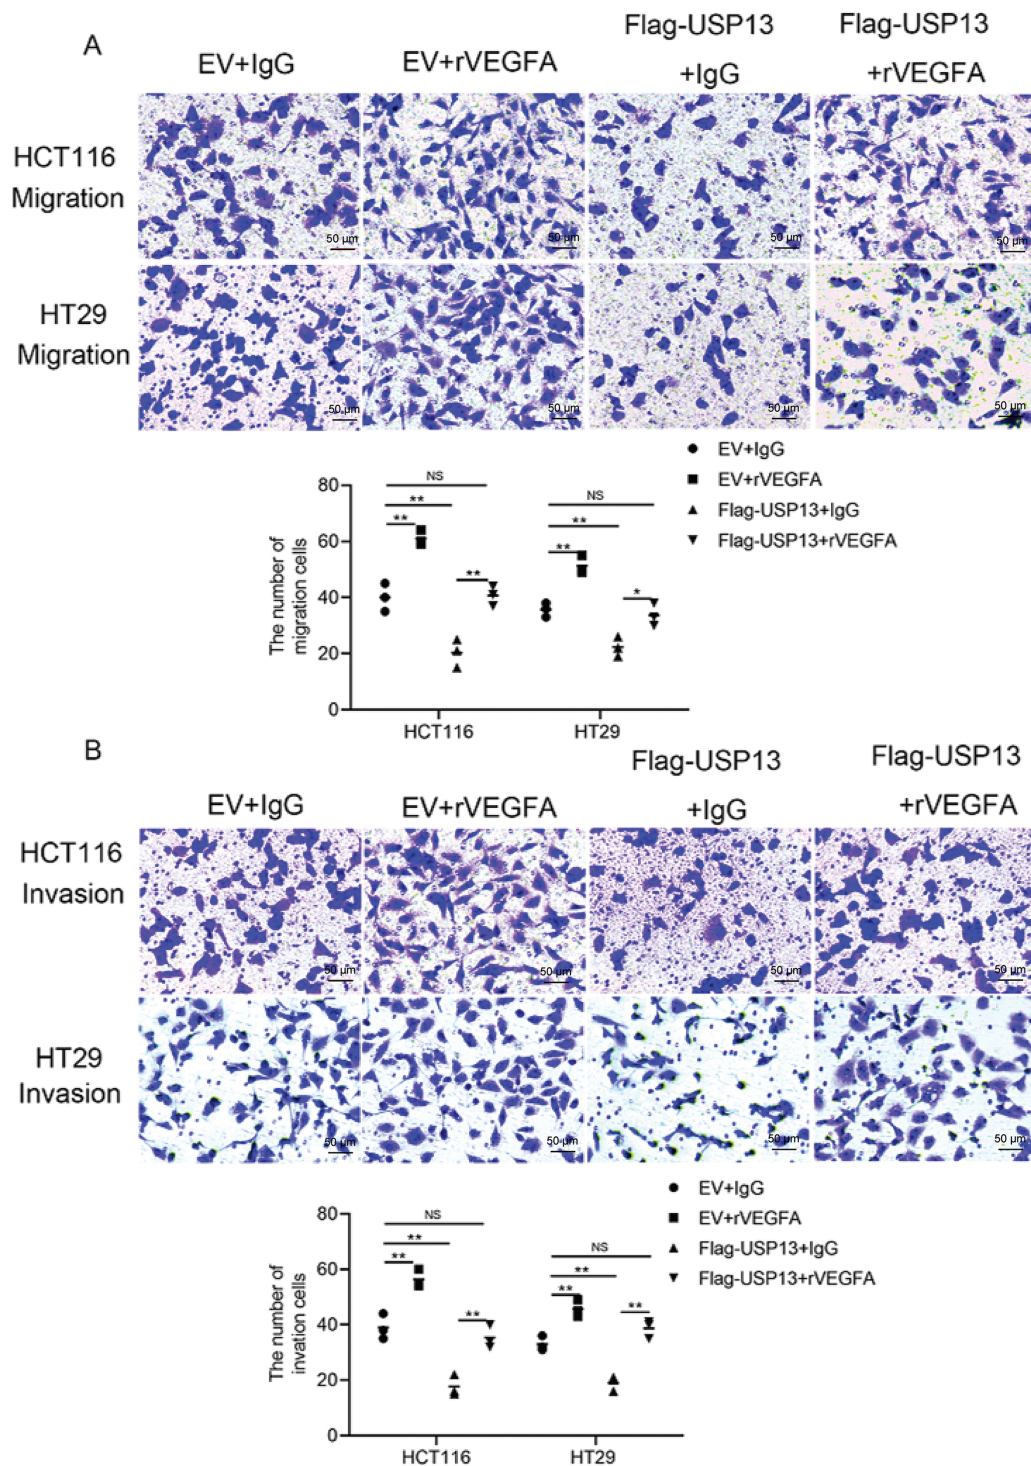 A
EV+IgG
EV+rVEGFA
Flag-USP13
+IgG
Flag-USP13
+rVEGFA
HCT116
Migration
50 µm
50 µm
50 µm
50 µm
HT29
Migration
50 µm
50 µm
50 µm
50 µm
EV+IgG
EV+rVEGFA
Flag-USP13+IgG
Flag-USP13+rVEGFA
The number of
migration cells
80
60
40
20
0
NS
**
**
**
NS
**
**
*
HCT116
HT29
B
EV+IgG
EV+rVEGFA
Flag-USP13
+IgG
Flag-USP13
+rVEGFA
HCT116
Invasion
50 µm
50 µm
50 µm
50 µm
HT29
Invasion
50 µm
50 µm
50 µm
50 µm
EV+IgG
EV+rVEGFA
Flag-USP13+IgG
Flag-USP13+rVEGFA
The number of
invation cells
80
60
40
20
0
NS
**
**
**
NS
**
**
**
HCT116
HT29